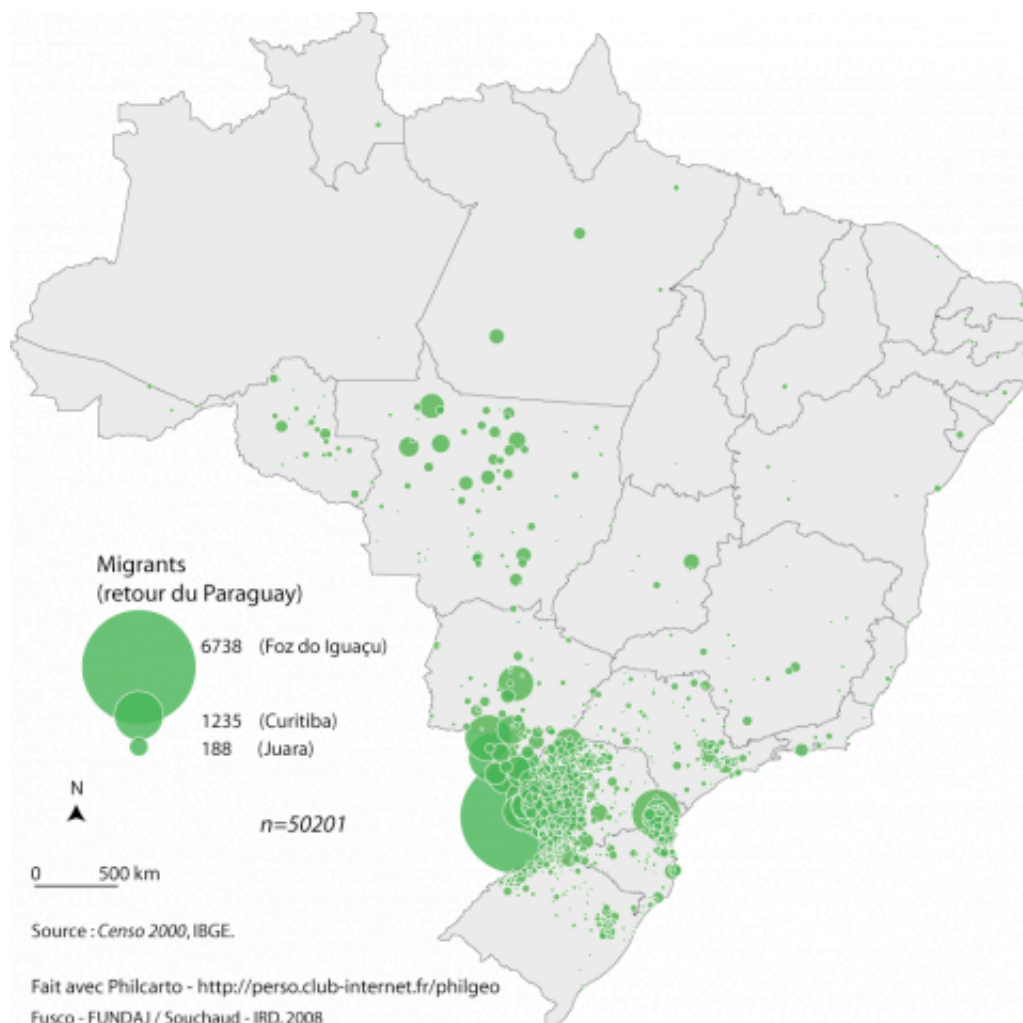 Migrants
(retour du Paraguay)
6738 (Foz do Iguaçu)
1235 (Curitiba)
188 (Juara)
N
n=50201
0 500 km
Source : Censo 2000, IBGE.
Fait avec Philcarto - http://perso.club-internet.fr/philgeo
Fusco - FUNDAJ / Souchaud - IRD, 2008